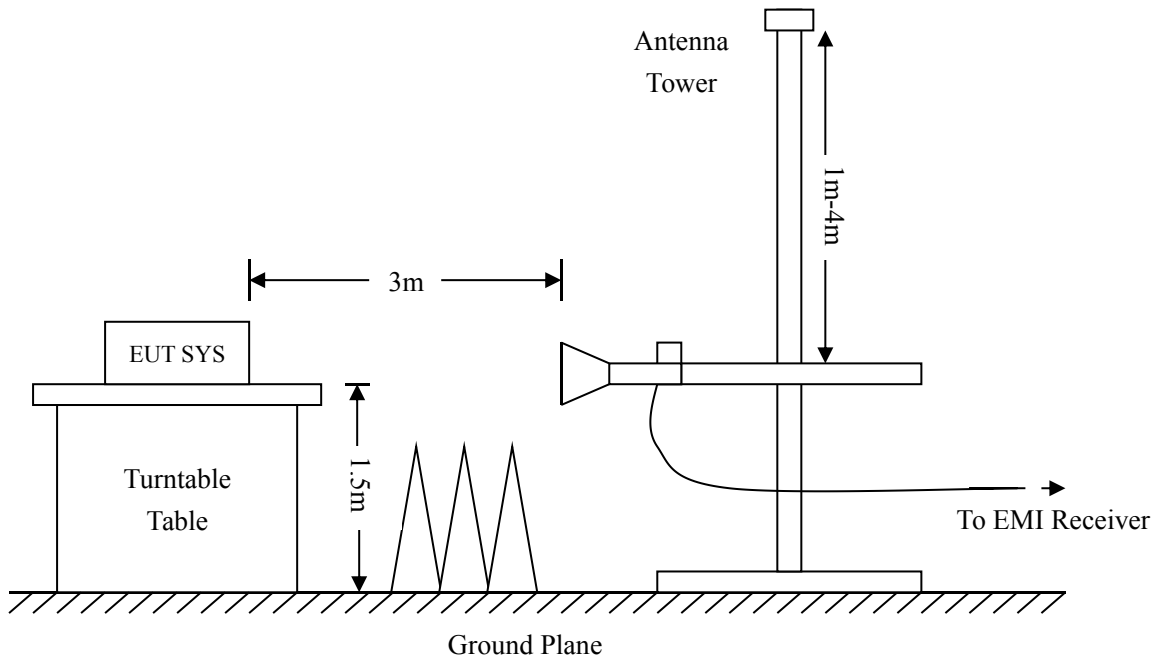 Antenna
Tower
1m-4m
3m
EUT SYS
1.5m
Turntable
Table
To EMI Receiver
Ground Plane